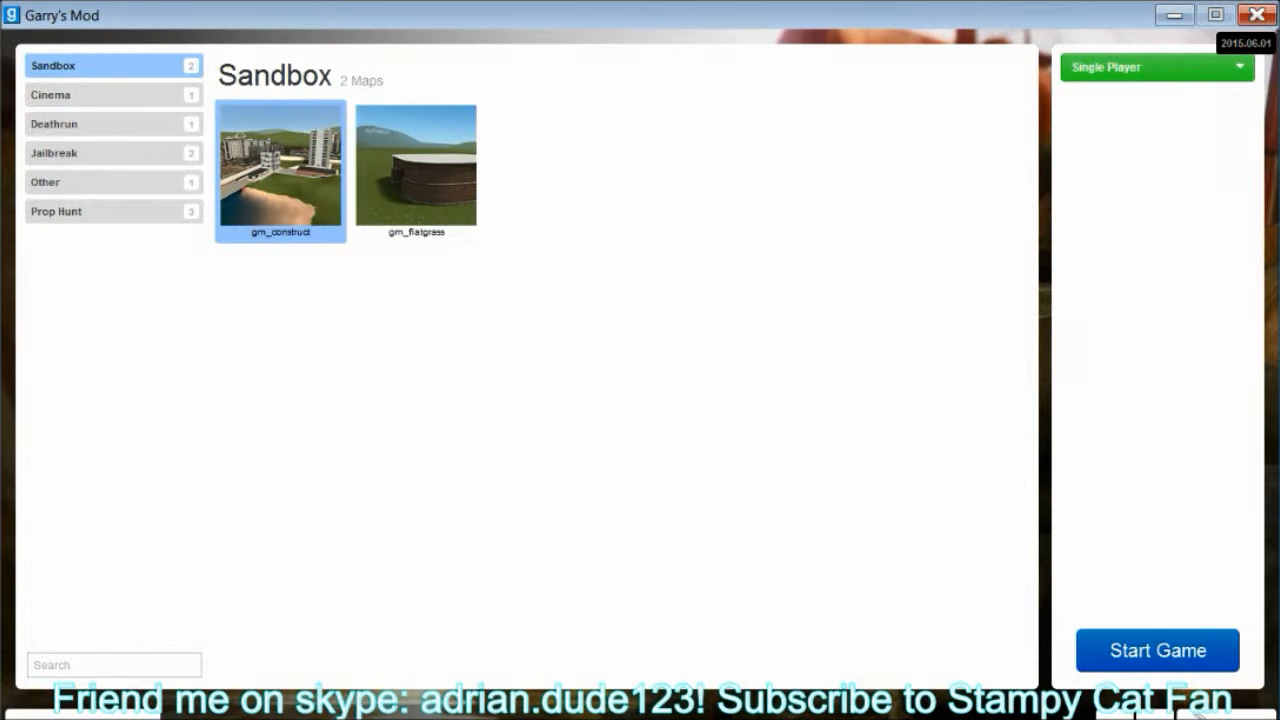 Garry's Mod
2015.06.01
Sandbox 2
Cinema 1
Deathrun 1
Jailbreak 2
Other 1
Prop Hunt 3
Sandbox 2 Maps
gm_construct
gm_flatgrass
Single Player
Search
Start Game
Friend me on skype: adrian.dude123! Subscribe to Stampy Cat Fan